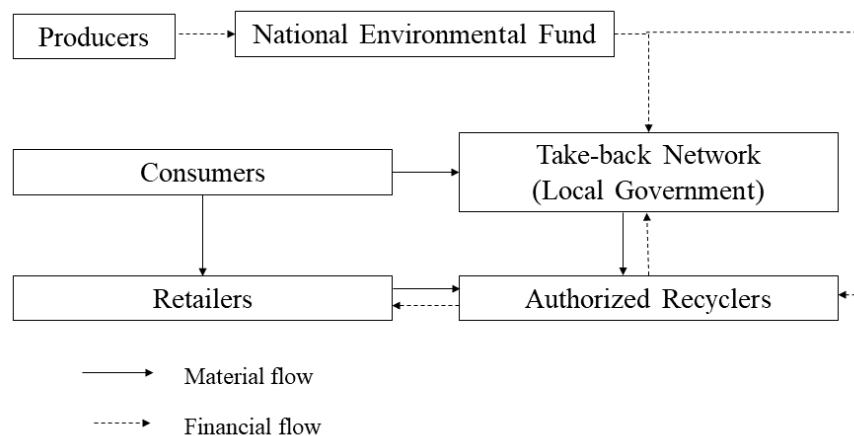 Producers
National Environmental Fund
Consumers
Take-back Network
(Local Government)
Retailers
Authorized Recyclers
Material flow
Financial flow